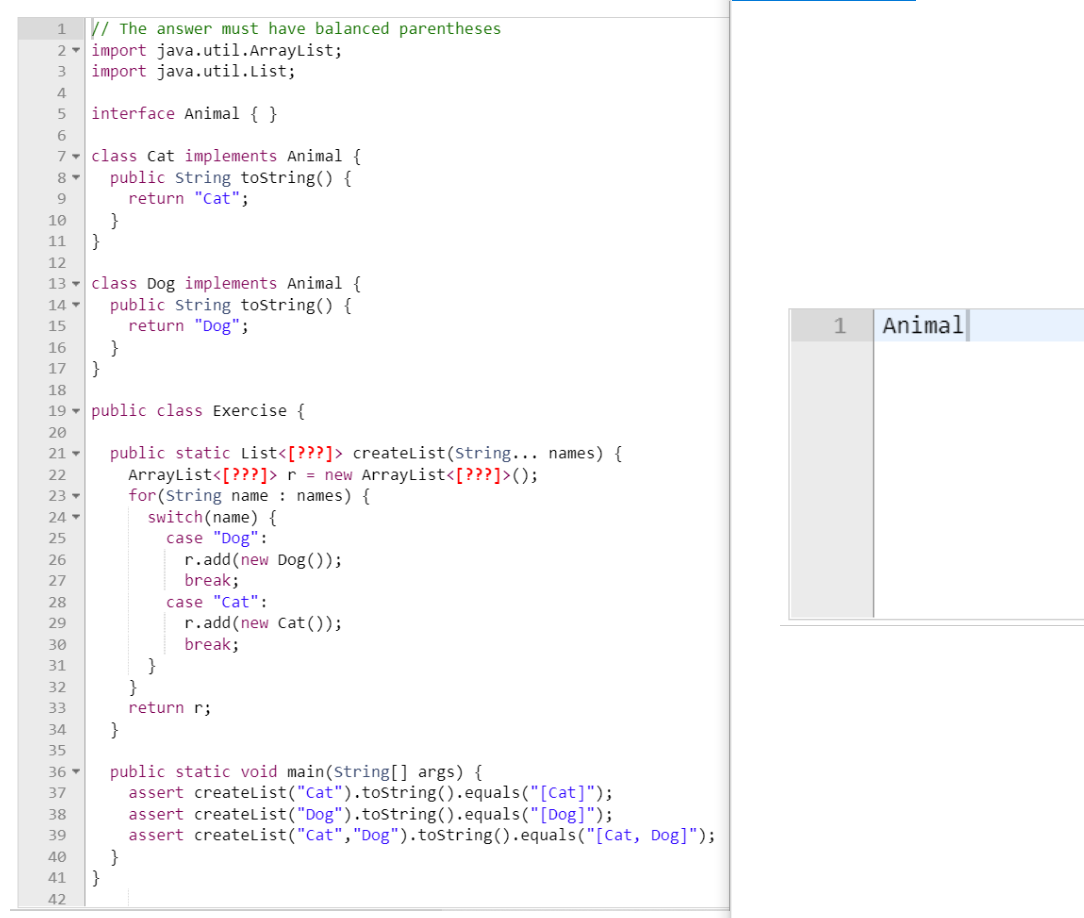 1 // The answer must have balanced parentheses
2 import java.util.ArrayList;
3 import java.util.List;
4
5 interface Animal { }
6
7 class Cat implements Animal {
8   public String toString() {
9     return "Cat";
10   }
11 }
12
13 class Dog implements Animal {
14   public String toString() {
15     return "Dog";
16   }
17 }
18
19 public class Exercise {
20
21   public static List<[???]> createList(String... names) {
22     ArrayList<[???]> r = new ArrayList<[???]>();
23     for(String name : names) {
24       switch(name) {
25         case "Dog":
26           r.add(new Dog());
27           break;
28         case "Cat":
29           r.add(new Cat());
30           break;
31       }
32     }
33     return r;
34   }
35
36   public static void main(String[] args) {
37     assert createList("Cat").toString().equals("[Cat]");
38     assert createList("Dog").toString().equals("[Dog]");
39     assert createList("Cat","Dog").toString().equals("[Cat, Dog]");
40   }
41 }
42
1 Animal